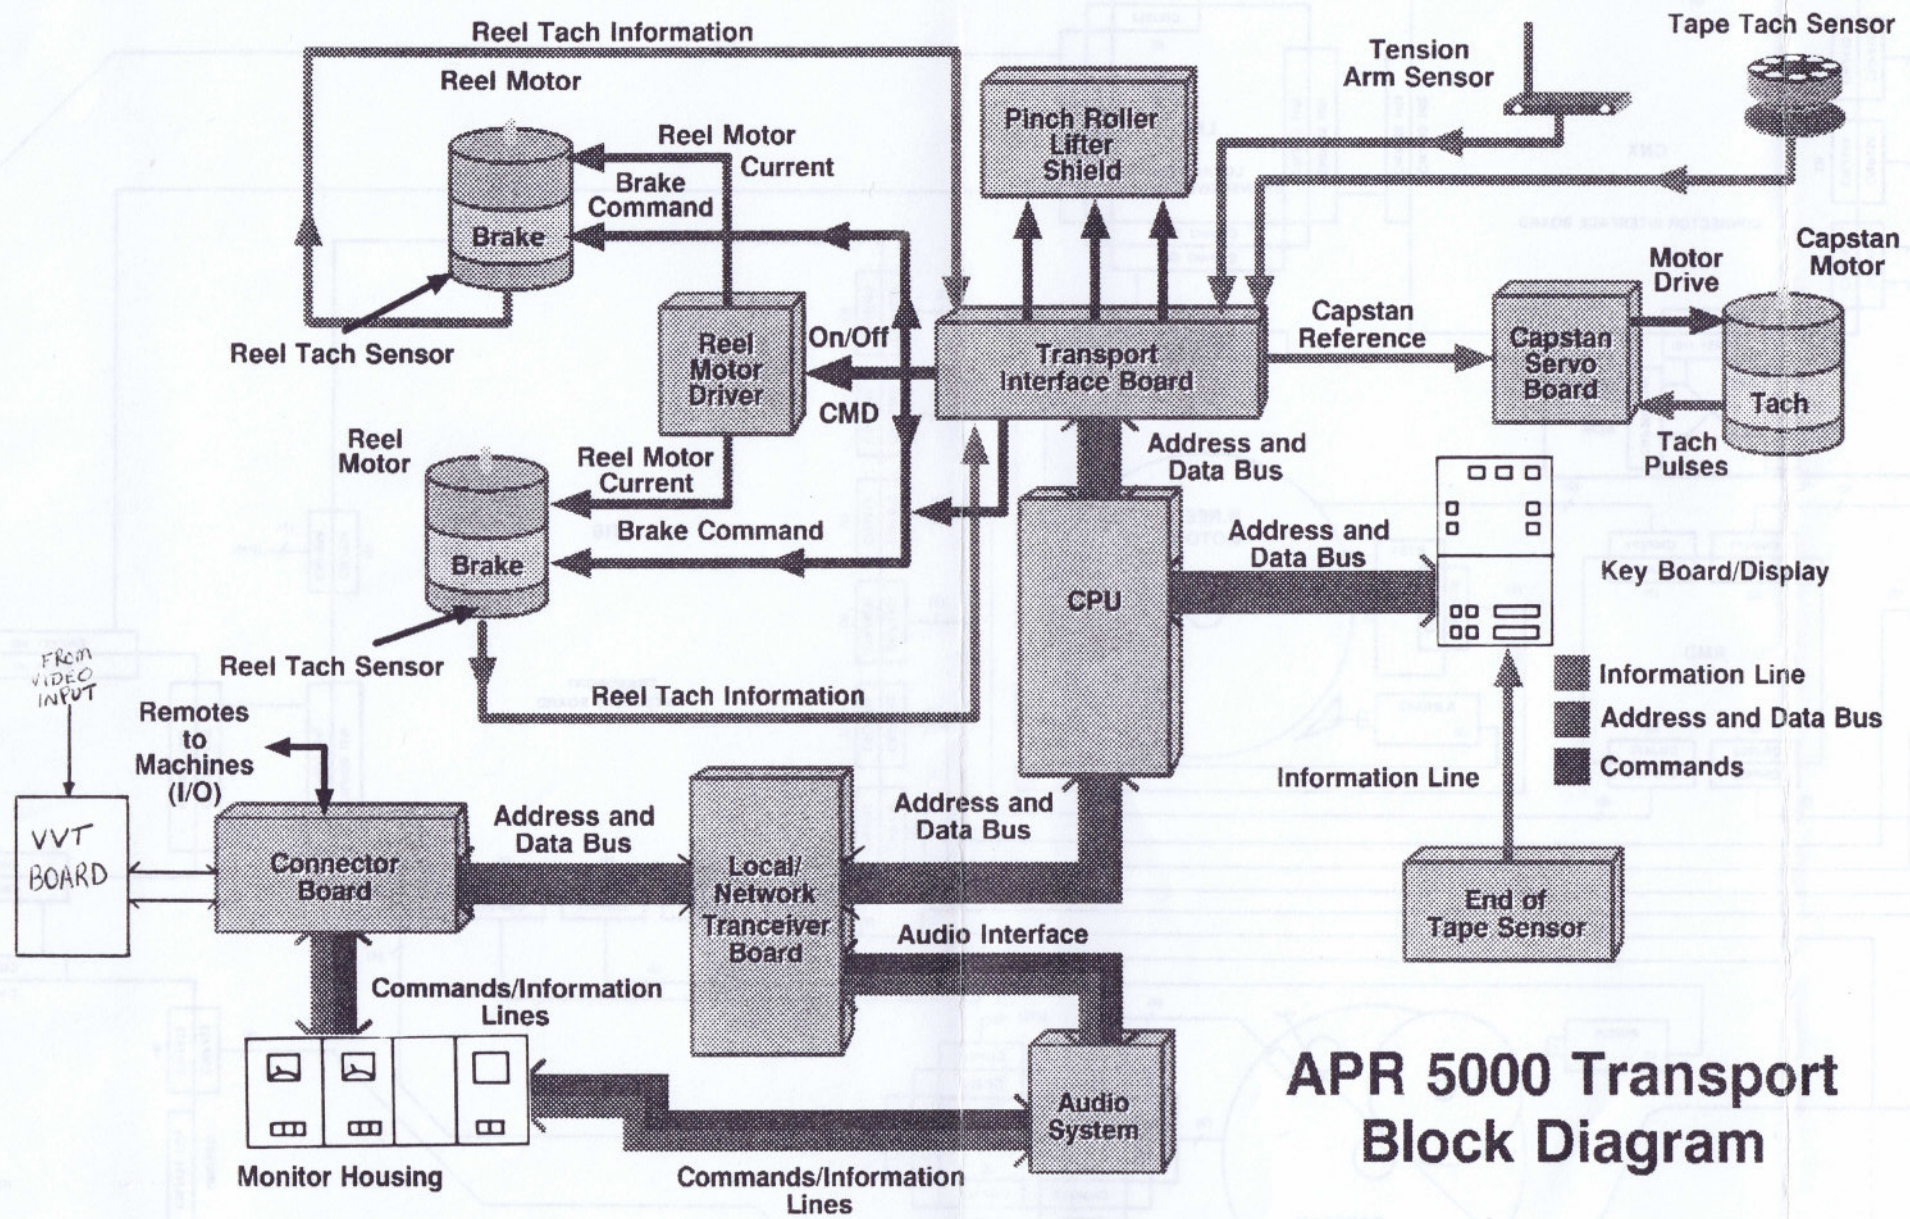 Reel Tach Information
Reel Motor
Reel Motor
Current
Brake
Command
Brake
Reel Tach Sensor
Reel
Motor
Driver
On/Off
CMD
Pinch Roller
Lifter
Shield
Tension
Arm Sensor
Tape Tach Sensor
Transport
Interface Board
Capstan
Reference
Capstan
Servo
Board
Motor
Drive
Capstan
Motor
Tach
Tach
Pulses
Reel
Motor
Reel Motor
Current
Brake Command
Brake
Reel Tach Sensor
Reel Tach Information
Address and
Data Bus
CPU
Address and
Data Bus
Key Board/Display
Information Line
Address and Data Bus
Commands
Information Line
End of
Tape Sensor
FROM
VIDEO
INPUT
VVT
BOARD
Remotes
to
Machines
(I/O)
Connector
Board
Address and
Data Bus
Local/
Network
Tranceiver
Board
Address and
Data Bus
Audio Interface
Commands/Information
Lines
Monitor Housing
Audio
System
Commands/Information
Lines
APR 5000 Transport
Block Diagram